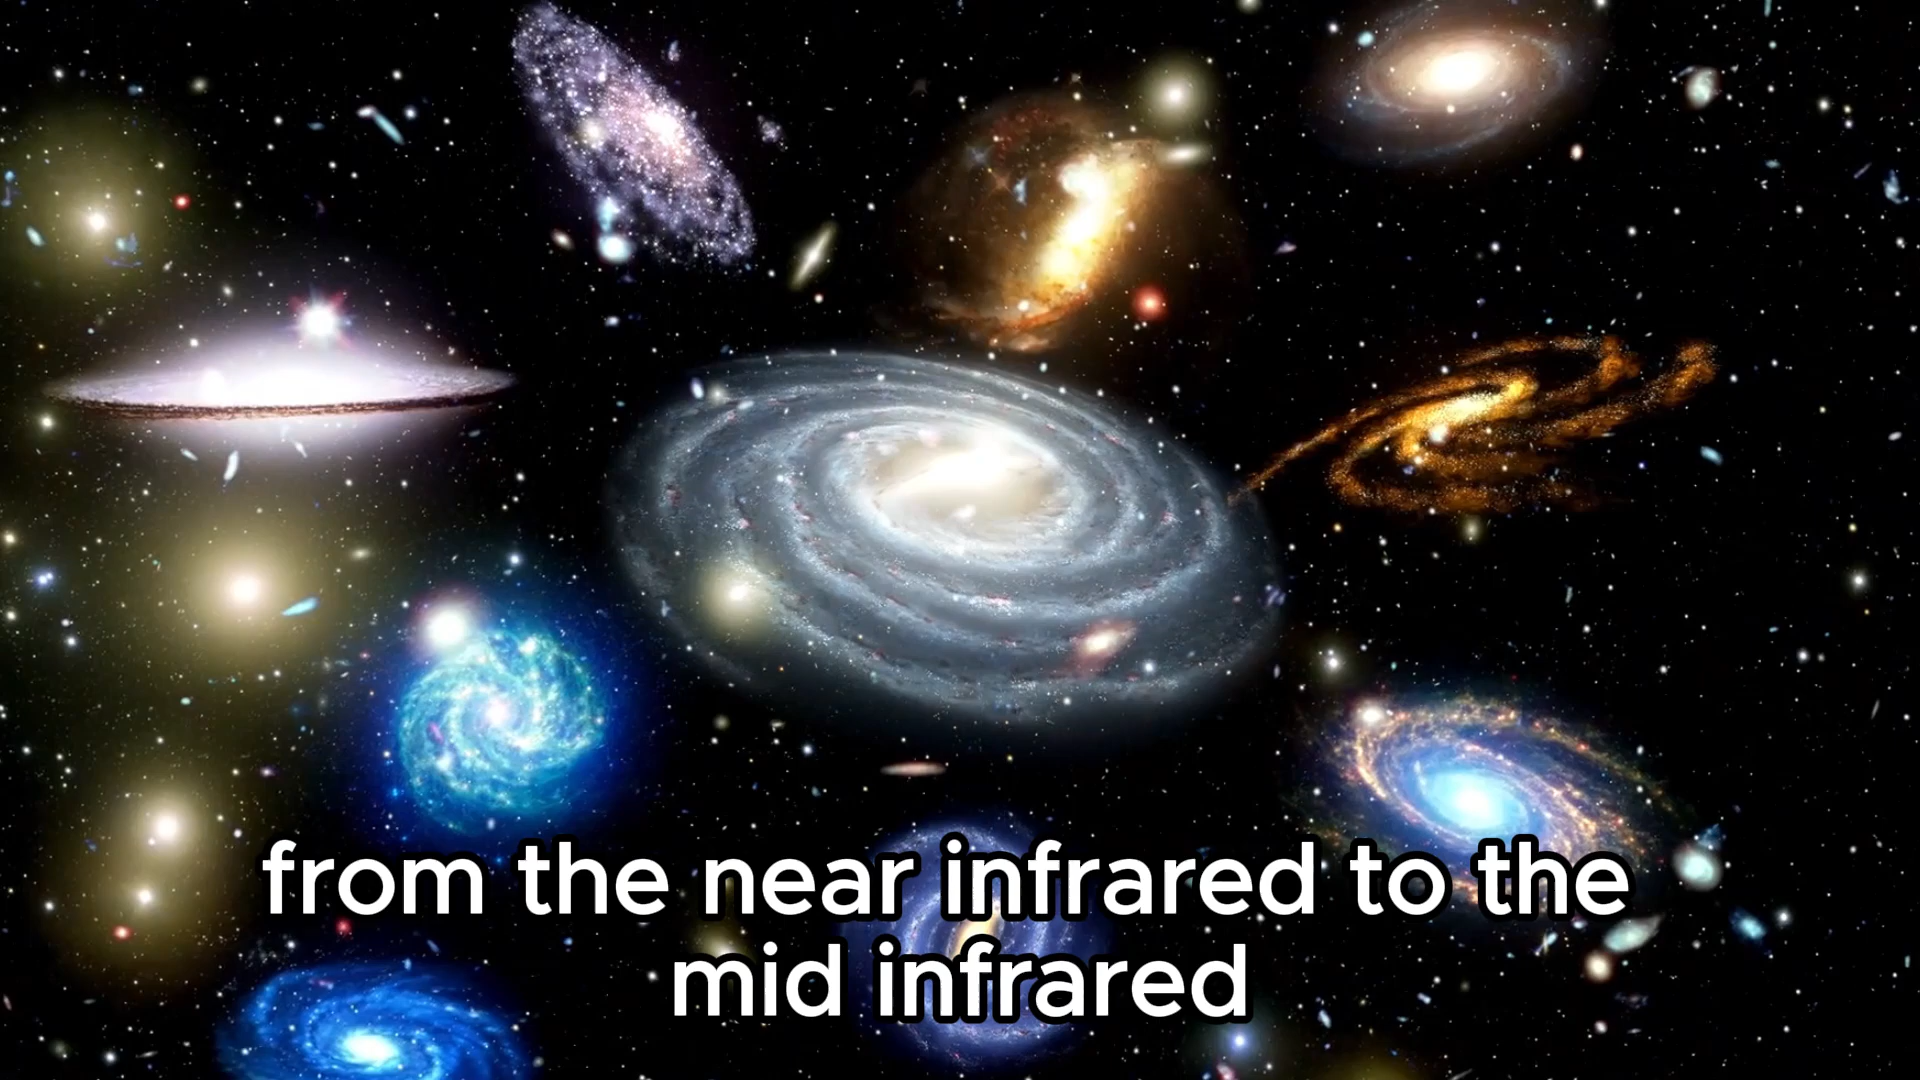 from the near infrared to the
mid infrared